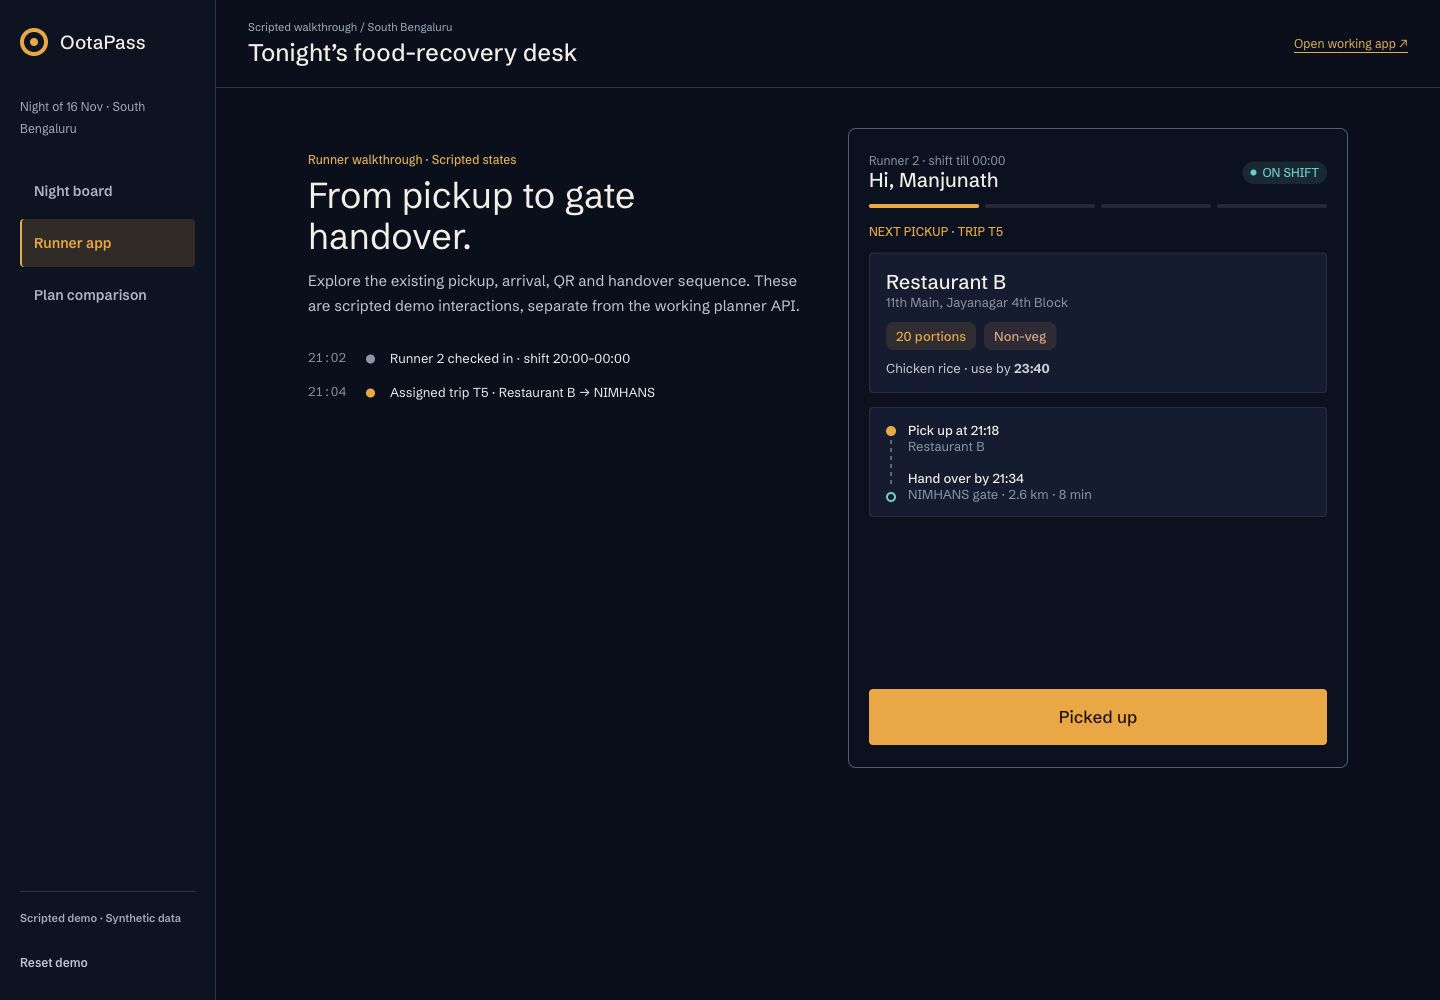 OotaPass
Night of 16 Nov · South
Bengaluru
Night board
Runner app
Plan comparison
Scripted demo · Synthetic data
Reset demo
Scripted walkthrough / South Bengaluru
Tonight’s food-recovery desk
Open working app ↗
Runner walkthrough · Scripted states
From pickup to gate
handover.
Explore the existing pickup, arrival, QR and handover sequence. These
are scripted demo interactions, separate from the working planner API.
21:02 Runner 2 checked in · shift 20:00–00:00
21:04 Assigned trip T5 · Restaurant B → NIMHANS
Runner 2 · shift till 00:00
Hi, Manjunath
ON SHIFT
NEXT PICKUP · TRIP T5
Restaurant B
11th Main, Jayanagar 4th Block
20 portions Non-veg
Chicken rice · use by 23:40
Pick up at 21:18
Restaurant B
Hand over by 21:34
NIMHANS gate · 2.6 km · 8 min
Picked up